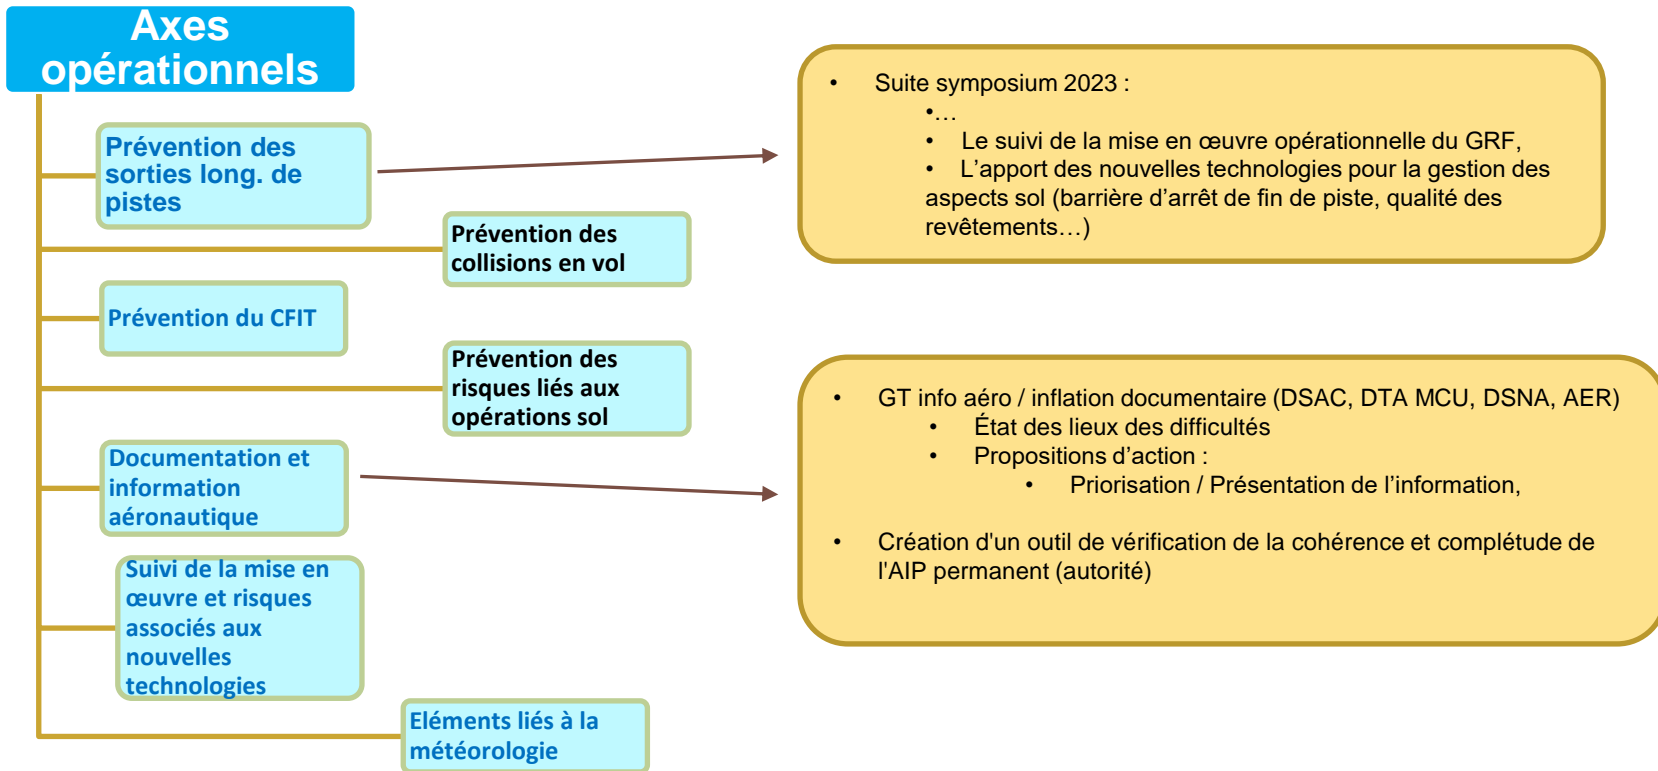 Axes
opérationnels
Prévention des
sorties long. de
pistes
Prévention des
collisions en vol
Prévention du CFIT
Prévention des
risques liés aux
opérations sol
Documentation et
information
aéronautique
Suivi de la mise en
œuvre et risques
associés aux
nouvelles
technologies
Eléments liés à la
météorologie
• Suite symposium 2023 :
•…
• Le suivi de la mise en œuvre opérationnelle du GRF,
• L’apport des nouvelles technologies pour la gestion des
aspects sol (barrière d’arrêt de fin de piste, qualité des
revêtements…)
• GT info aéro / inflation documentaire (DSAC, DTA MCU, DSNA, AER)
• État des lieux des difficultés
• Propositions d’action :
• Priorisation / Présentation de l’information,
• Création d'un outil de vérification de la cohérence et complétude de
l'AIP permanent (autorité)